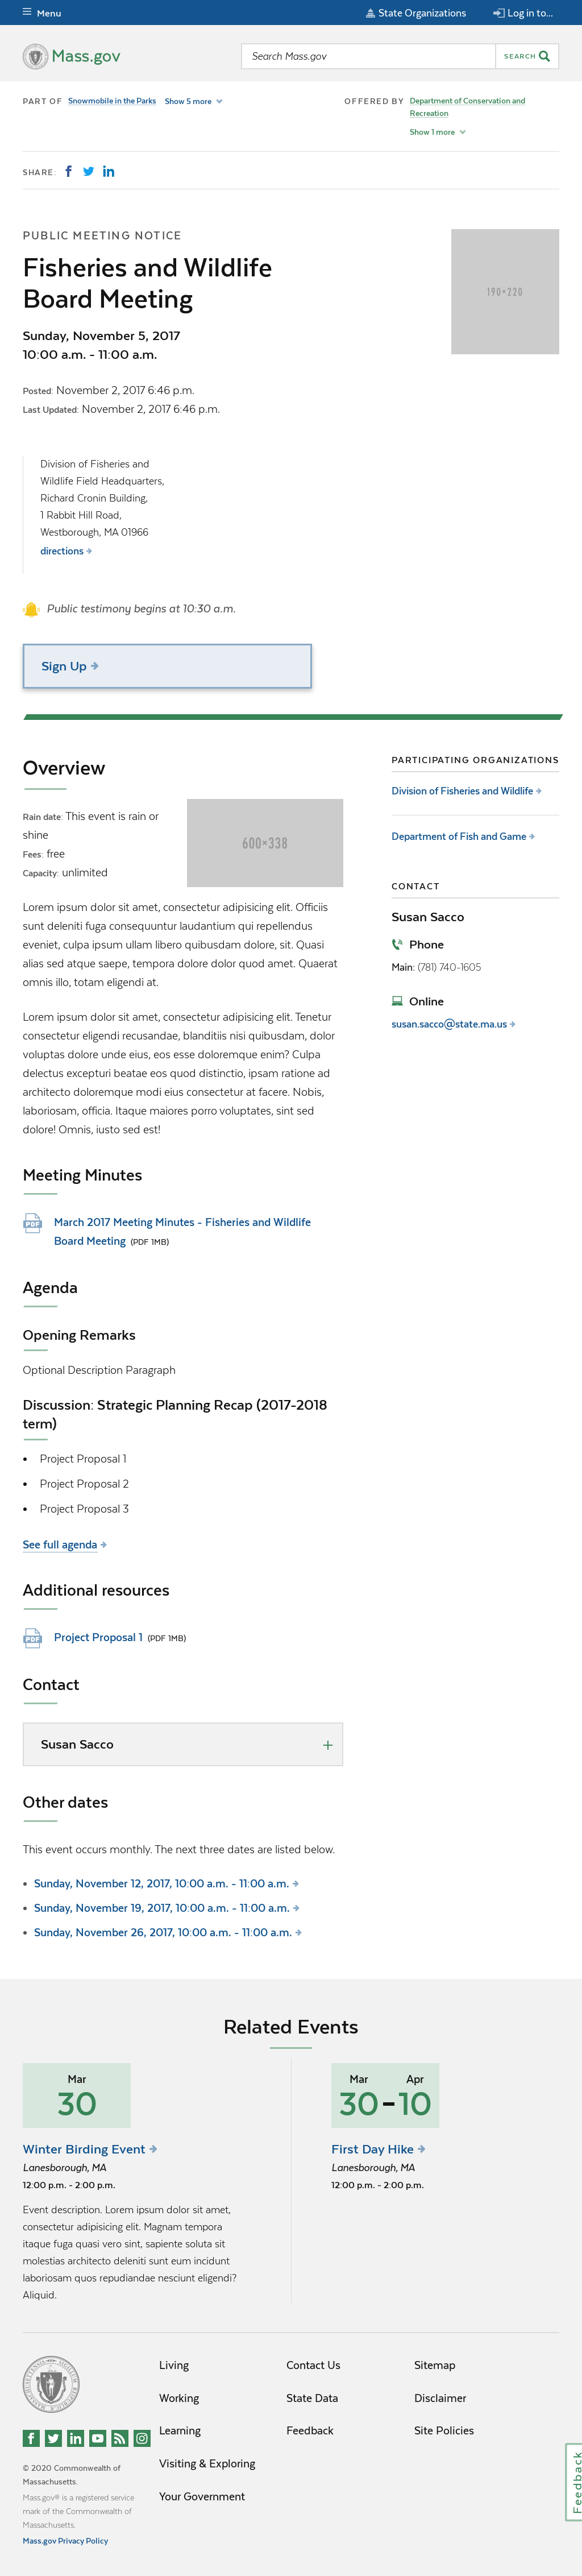 Menu
State Organizations
Log in to...
Mass.gov
Search Mass.gov
SEARCH
PART OF Snowmobile in the Parks Show 5 more
OFFERED BY Department of Conservation and
Recreation
Show 1 more
SHARE:
PUBLIC MEETING NOTICE
Fisheries and Wildlife
Board Meeting
190×220
Sunday, November 5, 2017
10:00 a.m. - 11:00 a.m.
Posted: November 2, 2017 6:46 p.m.
Last Updated: November 2, 2017 6:46 p.m.
Division of Fisheries and
Wildlife Field Headquarters,
Richard Cronin Building,
1 Rabbit Hill Road,
Westborough, MA 01966
directions
Public testimony begins at 10:30 a.m.
Sign Up
Overview
Rain date: This event is rain or
shine
Fees: free
Capacity: unlimited
600×338
Lorem ipsum dolor sit amet, consectetur adipisicing elit. Officiis
sunt deleniti fuga consequuntur laudantium qui repellendus
eveniet, culpa ipsum ullam libero quibusdam dolore, sit. Quasi
alias sed atque saepe, tempora dolore dolor quod amet. Quaerat
omnis illo, totam eligendi at.
Lorem ipsum dolor sit amet, consectetur adipisicing elit. Tenetur
consectetur eligendi recusandae, blanditiis nisi quibusdam, dolor
voluptas dolore unde eius, eos esse doloremque enim? Culpa
delectus excepturi beatae eos quod distinctio, ipsam ratione ad
architecto doloremque modi eius consectetur at facere. Nobis,
laboriosam, officia. Itaque maiores porro voluptates, sint sed
dolore! Omnis, iusto sed est!
PARTICIPATING ORGANIZATIONS
Division of Fisheries and Wildlife
Department of Fish and Game
CONTACT
Susan Sacco
Phone
Main: (781) 740-1605
Online
susan.sacco@state.ma.us
Meeting Minutes
PDF
March 2017 Meeting Minutes - Fisheries and Wildlife
Board Meeting (PDF 1MB)
Agenda
Opening Remarks
Optional Description Paragraph
Discussion: Strategic Planning Recap (2017-2018
term)
• Project Proposal 1
• Project Proposal 2
• Project Proposal 3
See full agenda
Additional resources
PDF
Project Proposal 1 (PDF 1MB)
Contact
Susan Sacco
Other dates
This event occurs monthly. The next three dates are listed below.
• Sunday, November 12, 2017, 10:00 a.m. - 11:00 a.m.
• Sunday, November 19, 2017, 10:00 a.m. - 11:00 a.m.
• Sunday, November 26, 2017, 10:00 a.m. - 11:00 a.m.
Related Events
Mar
30
Winter Birding Event
Lanesborough, MA
12:00 p.m. - 2:00 p.m.
Event description. Lorem ipsum dolor sit amet,
consectetur adipisicing elit. Magnam tempora
itaque fuga quasi vero sint, sapiente soluta sit
molestias architecto deleniti sunt eum incidunt
laboriosam quos repudiandae nesciunt eligendi?
Aliquid.
Mar Apr
30-10
First Day Hike
Lanesborough, MA
12:00 p.m. - 2:00 p.m.
© 2020 Commonwealth of
Massachusetts.
Mass.gov® is a registered service
mark of the Commonwealth of
Massachusetts.
Mass.gov Privacy Policy
Living
Working
Learning
Visiting & Exploring
Your Government
Contact Us
State Data
Feedback
Sitemap
Disclaimer
Site Policies
Feedback